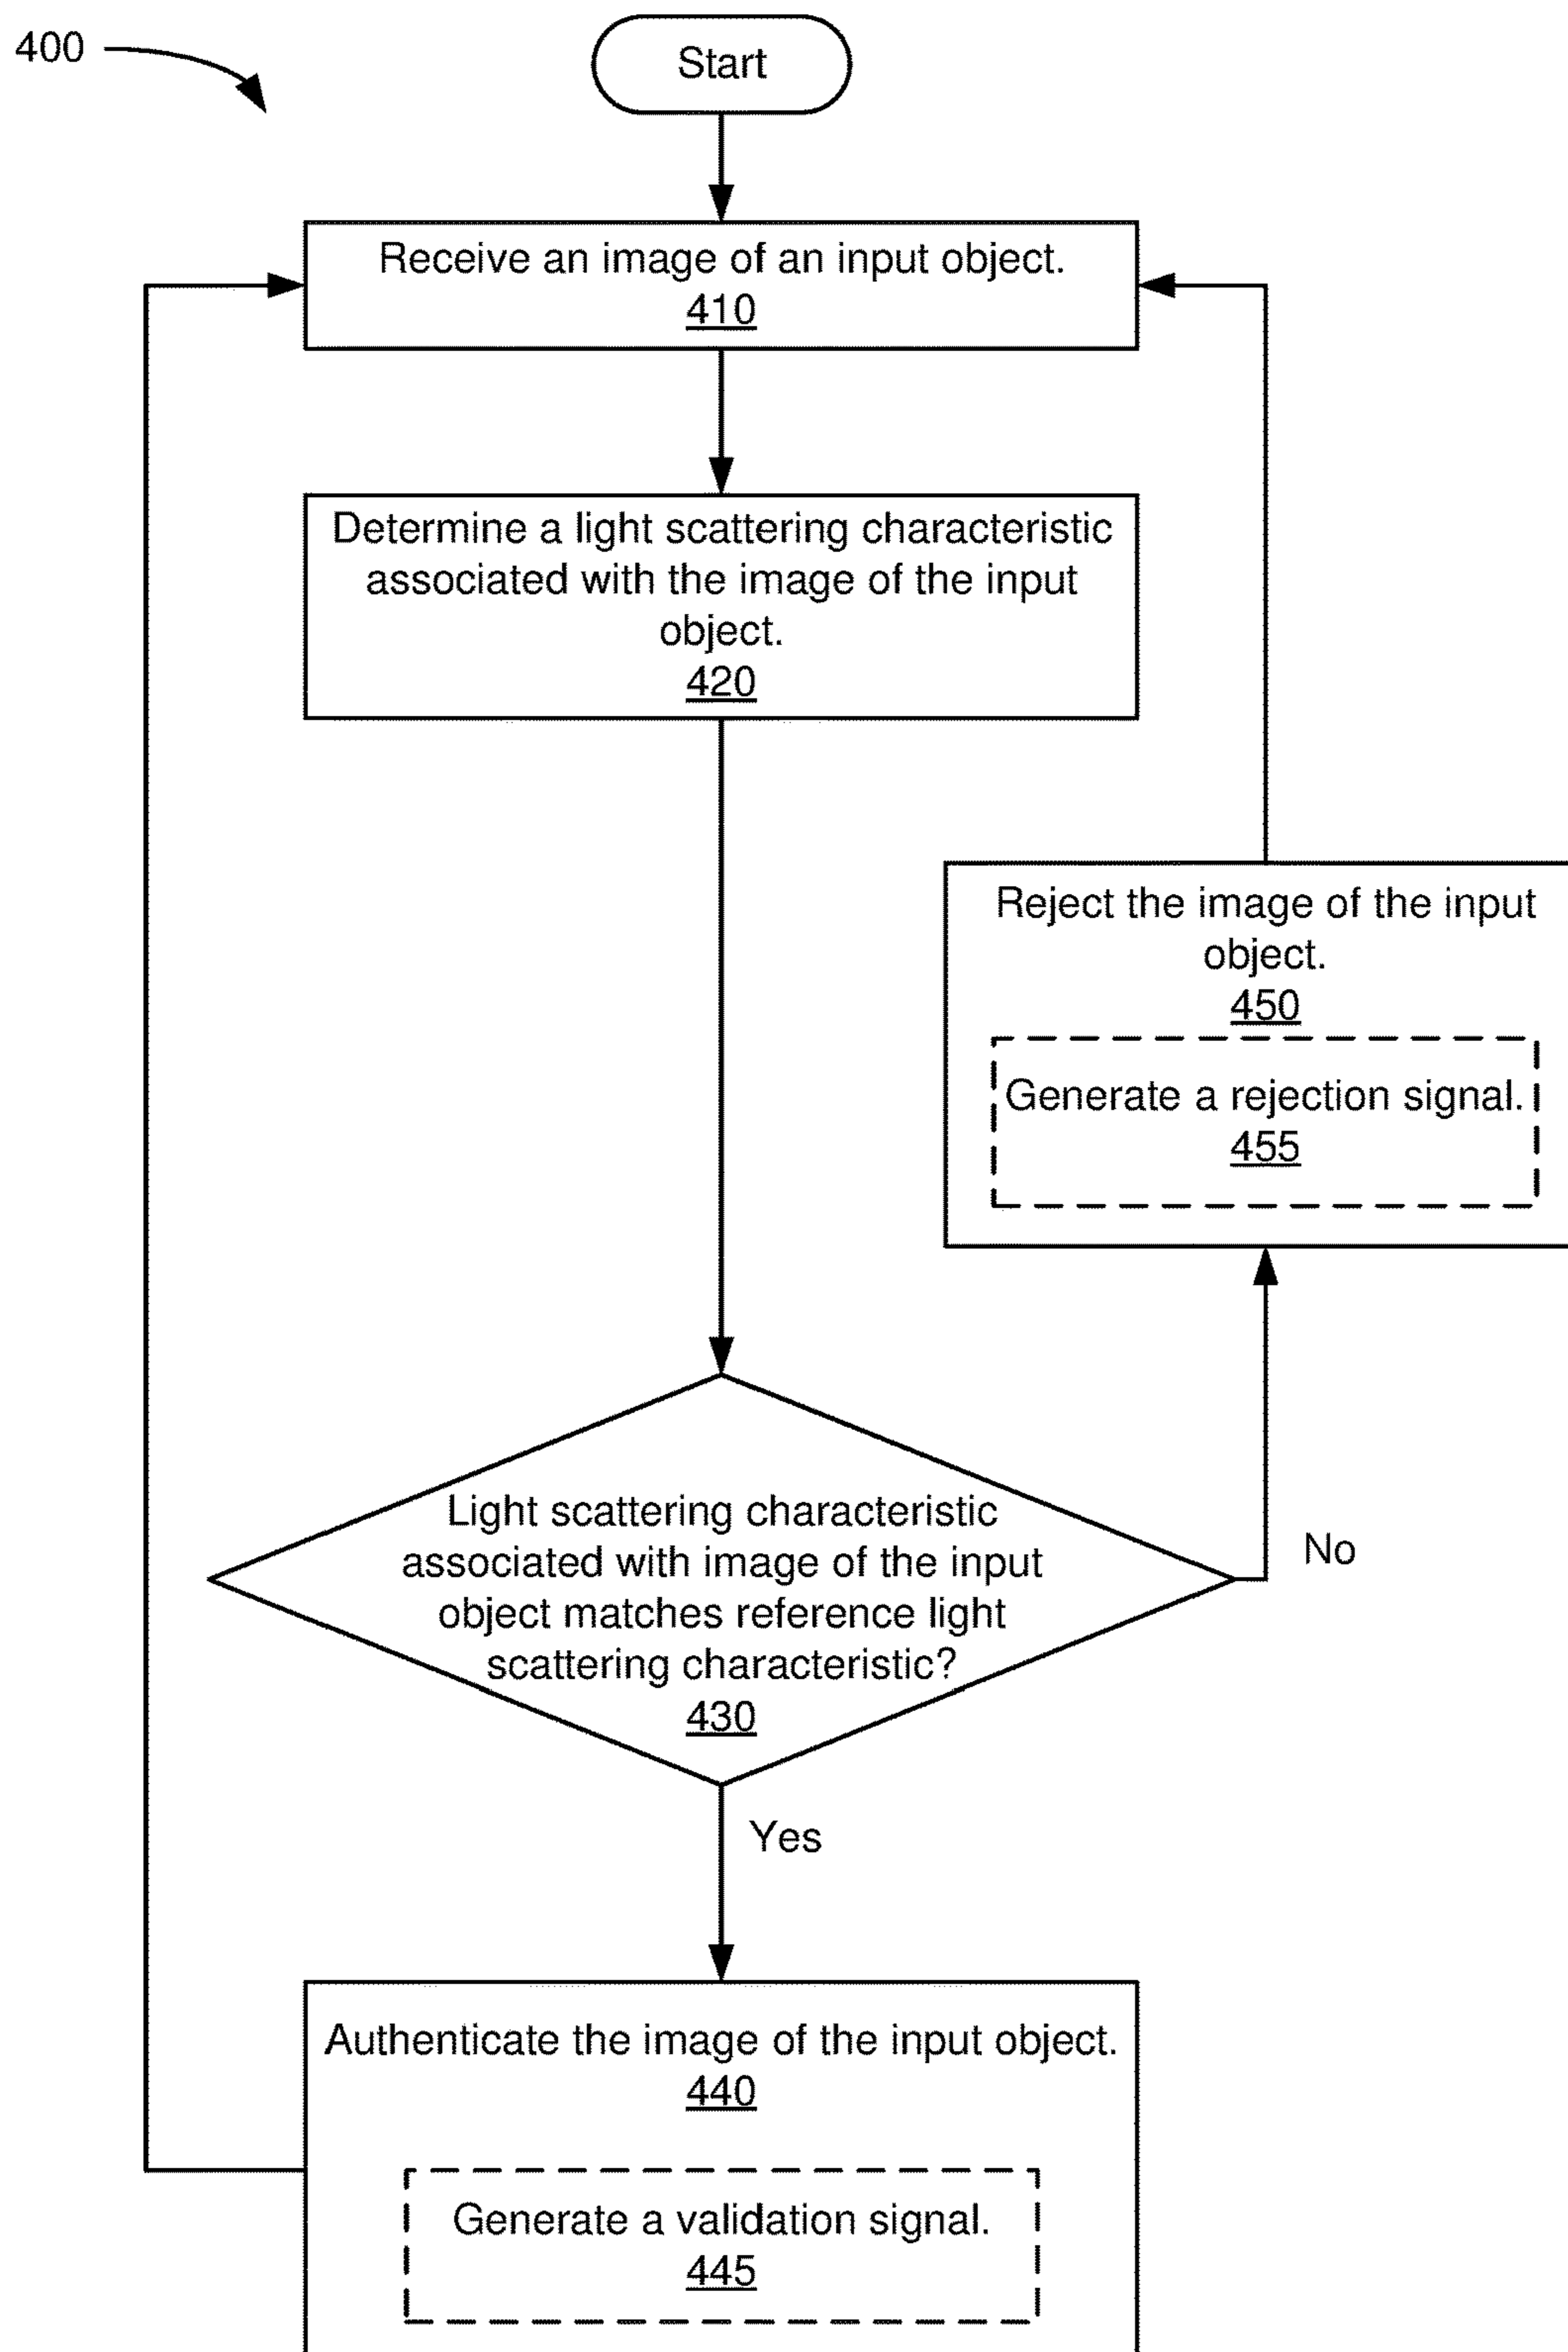 400
Start
Receive an image of an input object.
410
Determine a light scattering characteristic
associated with the image of the input
object.
420
Reject the image of the input
object.
450
Generate a rejection signal.
455
Light scattering characteristic
associated with image of the input
object matches reference light
scattering characteristic?
430
No
Yes
Authenticate the image of the input object.
440
Generate a validation signal.
445